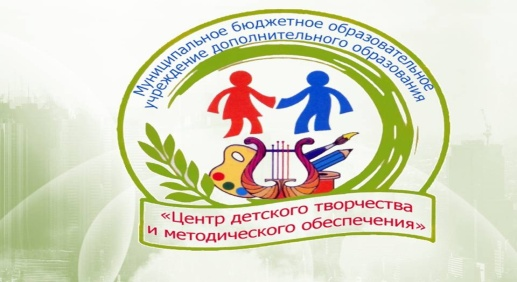 Муниципальное бюджетное образовательное
учреждение дополнительного образования
«Центр детского творчества
и методического обеспечения»